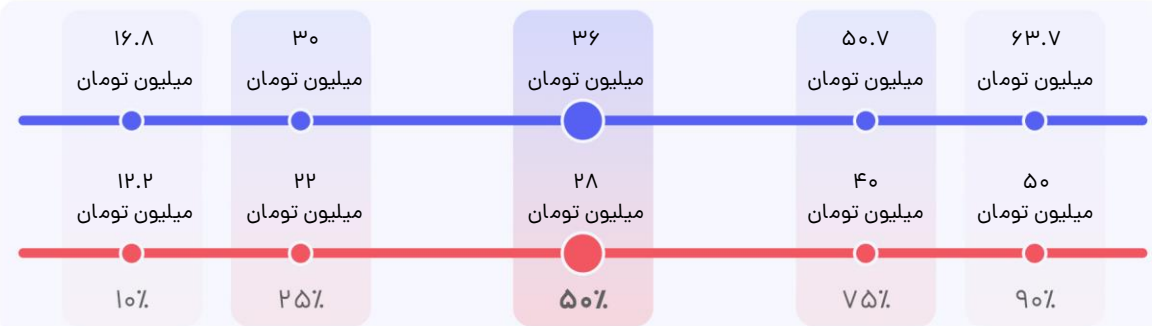 ۱۶.۸ ۳۰ ۳۶ ۵۰.۷ ۶۳.۷
میلیون تومان میلیون تومان میلیون تومان میلیون تومان میلیون تومان
۱۲.۲ ۲۲ ۲۸ ۴۰ ۵۰
میلیون تومان میلیون تومان میلیون تومان میلیون تومان میلیون تومان
۱۰٪ ۲۵٪ ۵۰٪ ۷۵٪ ۹۰٪